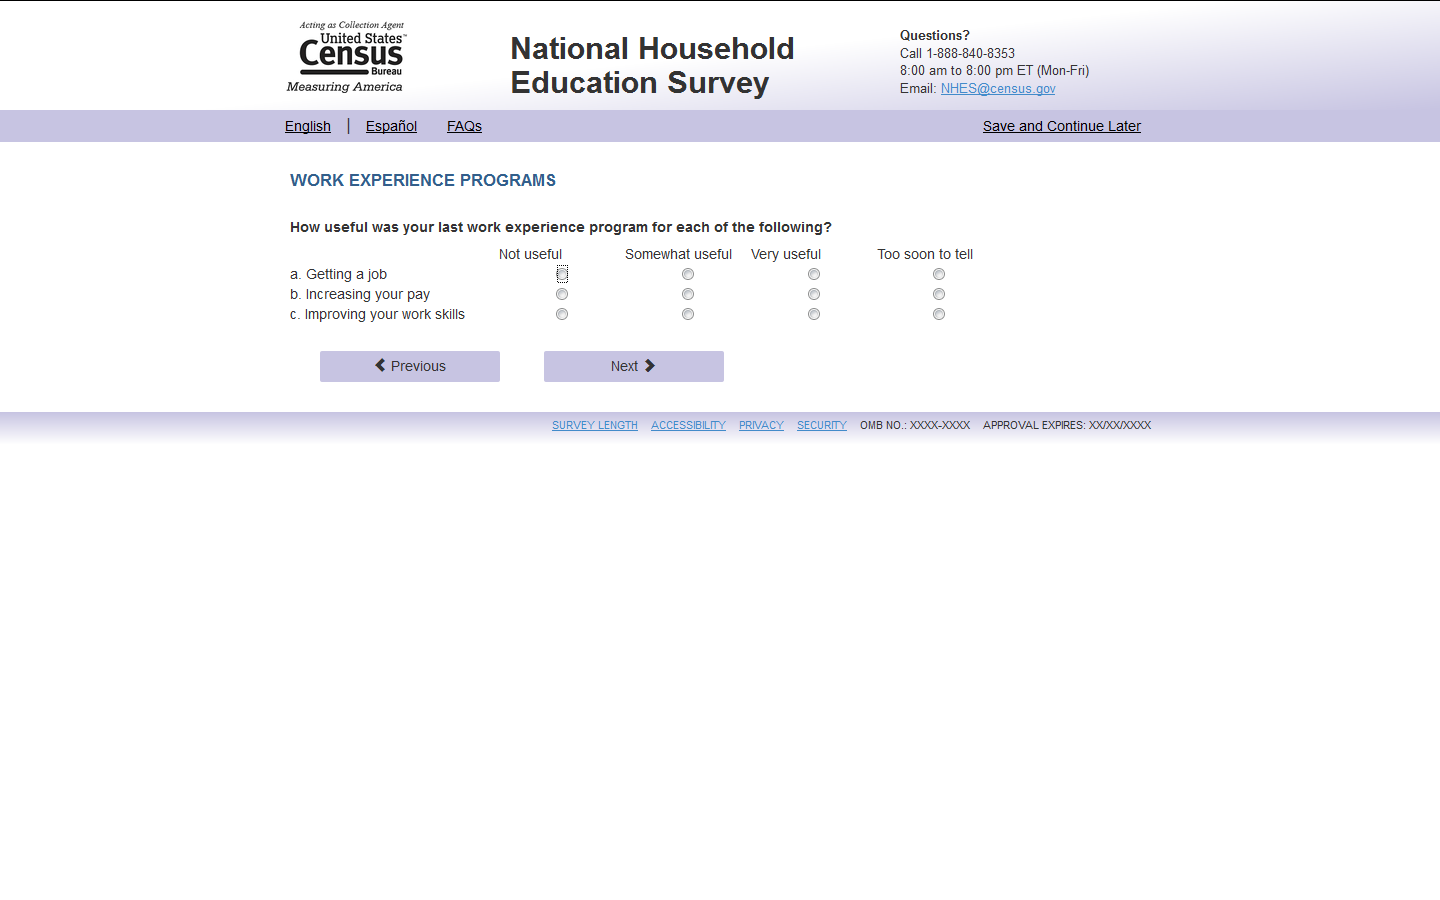 Acting as Collection Agent
United States™
Census
Bureau
Measuring America
National Household
Education Survey
Questions?
Call 1-888-840-8353
8:00 am to 8:00 pm ET (Mon-Fri)
Email: NHES@census.gov
English | Español FAQs Save and Continue Later
WORK EXPERIENCE PROGRAMS
How useful was your last work experience program for each of the following?
Not useful Somewhat useful Very useful Too soon to tell
a. Getting a job
b. Increasing your pay
c. Improving your work skills
Previous Next
SURVEY LENGTH ACCESSIBILITY PRIVACY SECURITY OMB NO.: XXXX-XXXX APPROVAL EXPIRES: XX/XX/XXXX